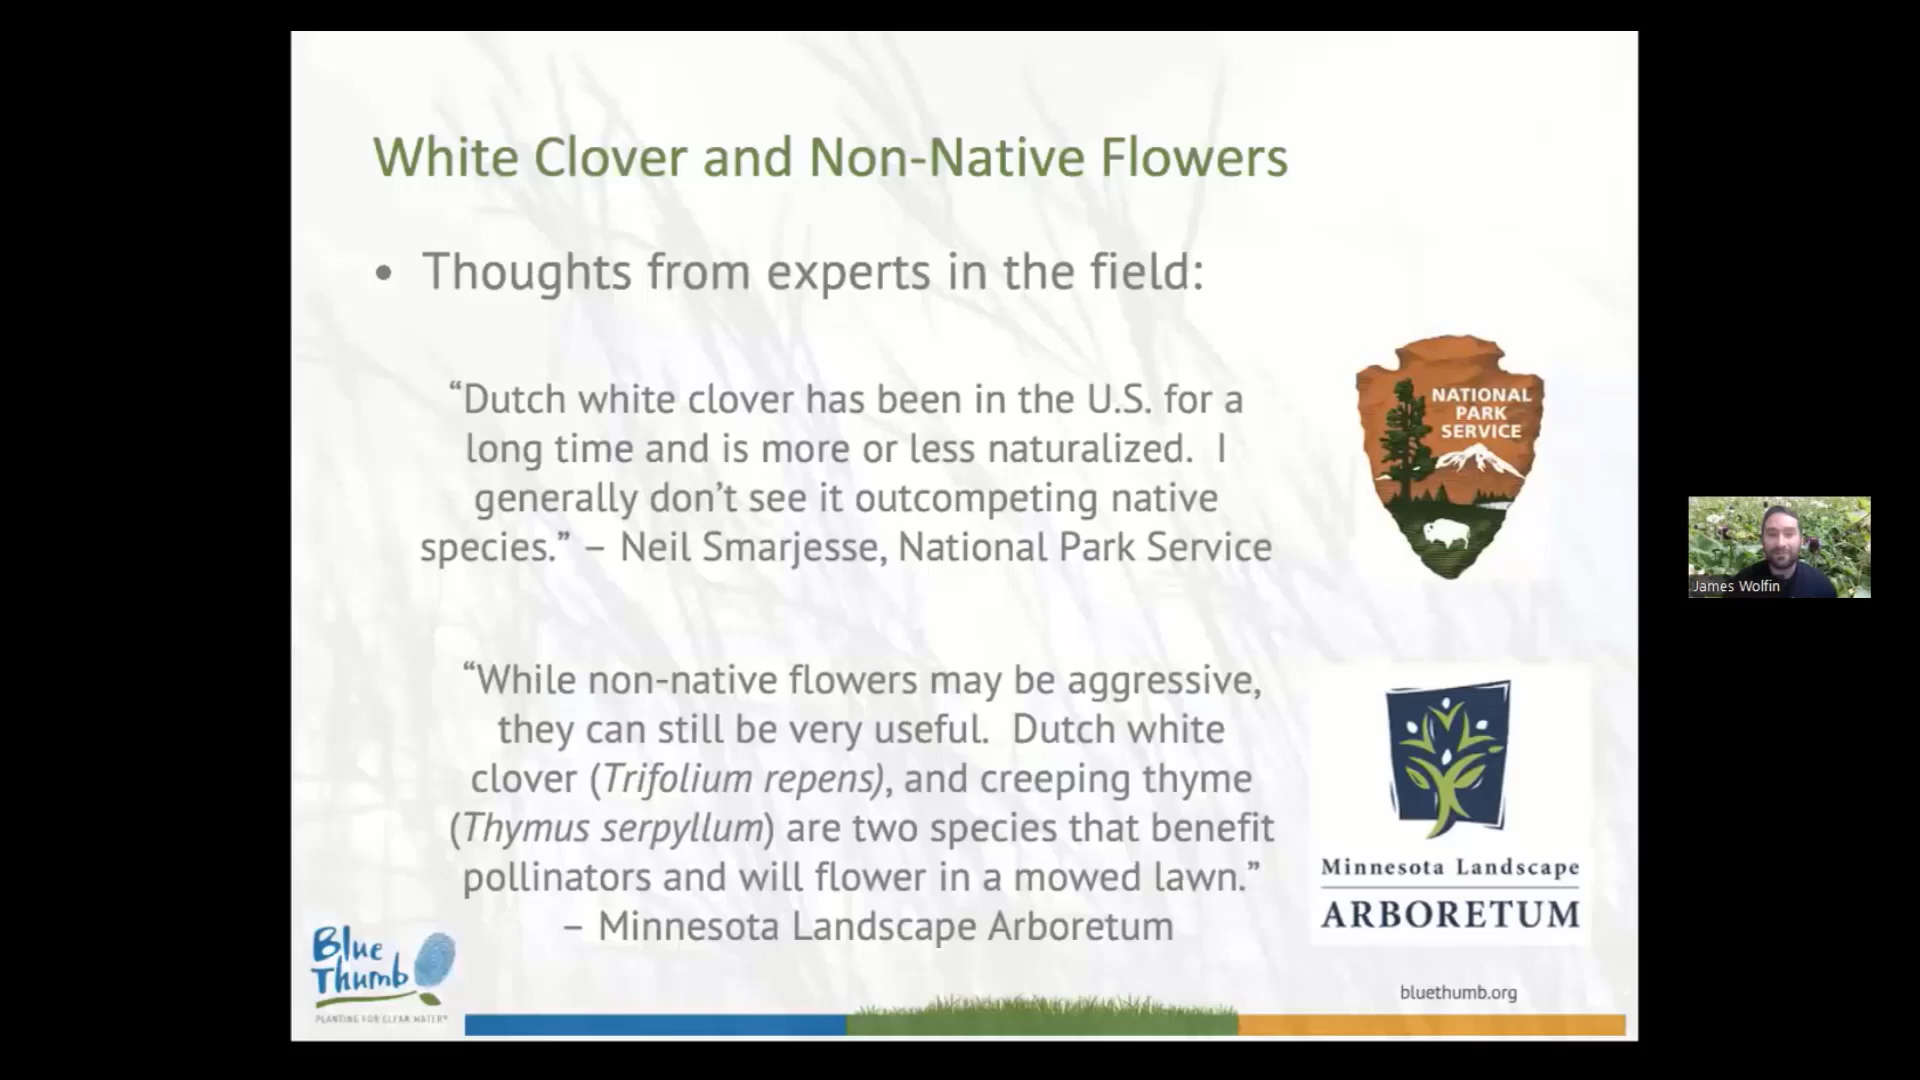 White Clover and Non-Native Flowers
• Thoughts from experts in the field:
“Dutch white clover has been in the U.S. for a
long time and is more or less naturalized.  I
generally don’t see it outcompeting native
species.” – Neil Smarjesse, National Park Service
NATIONAL
PARK
SERVICE
“While non-native flowers may be aggressive,
they can still be very useful.  Dutch white
clover (Trifolium repens), and creeping thyme
(Thymus serpyllum) are two species that benefit
pollinators and will flower in a mowed lawn.”
– Minnesota Landscape Arboretum
Minnesota Landscape
ARBORETUM
Blue
Thumb
PLANTING FOR CLEAN WATER®
bluethumb.org
James Wolfin